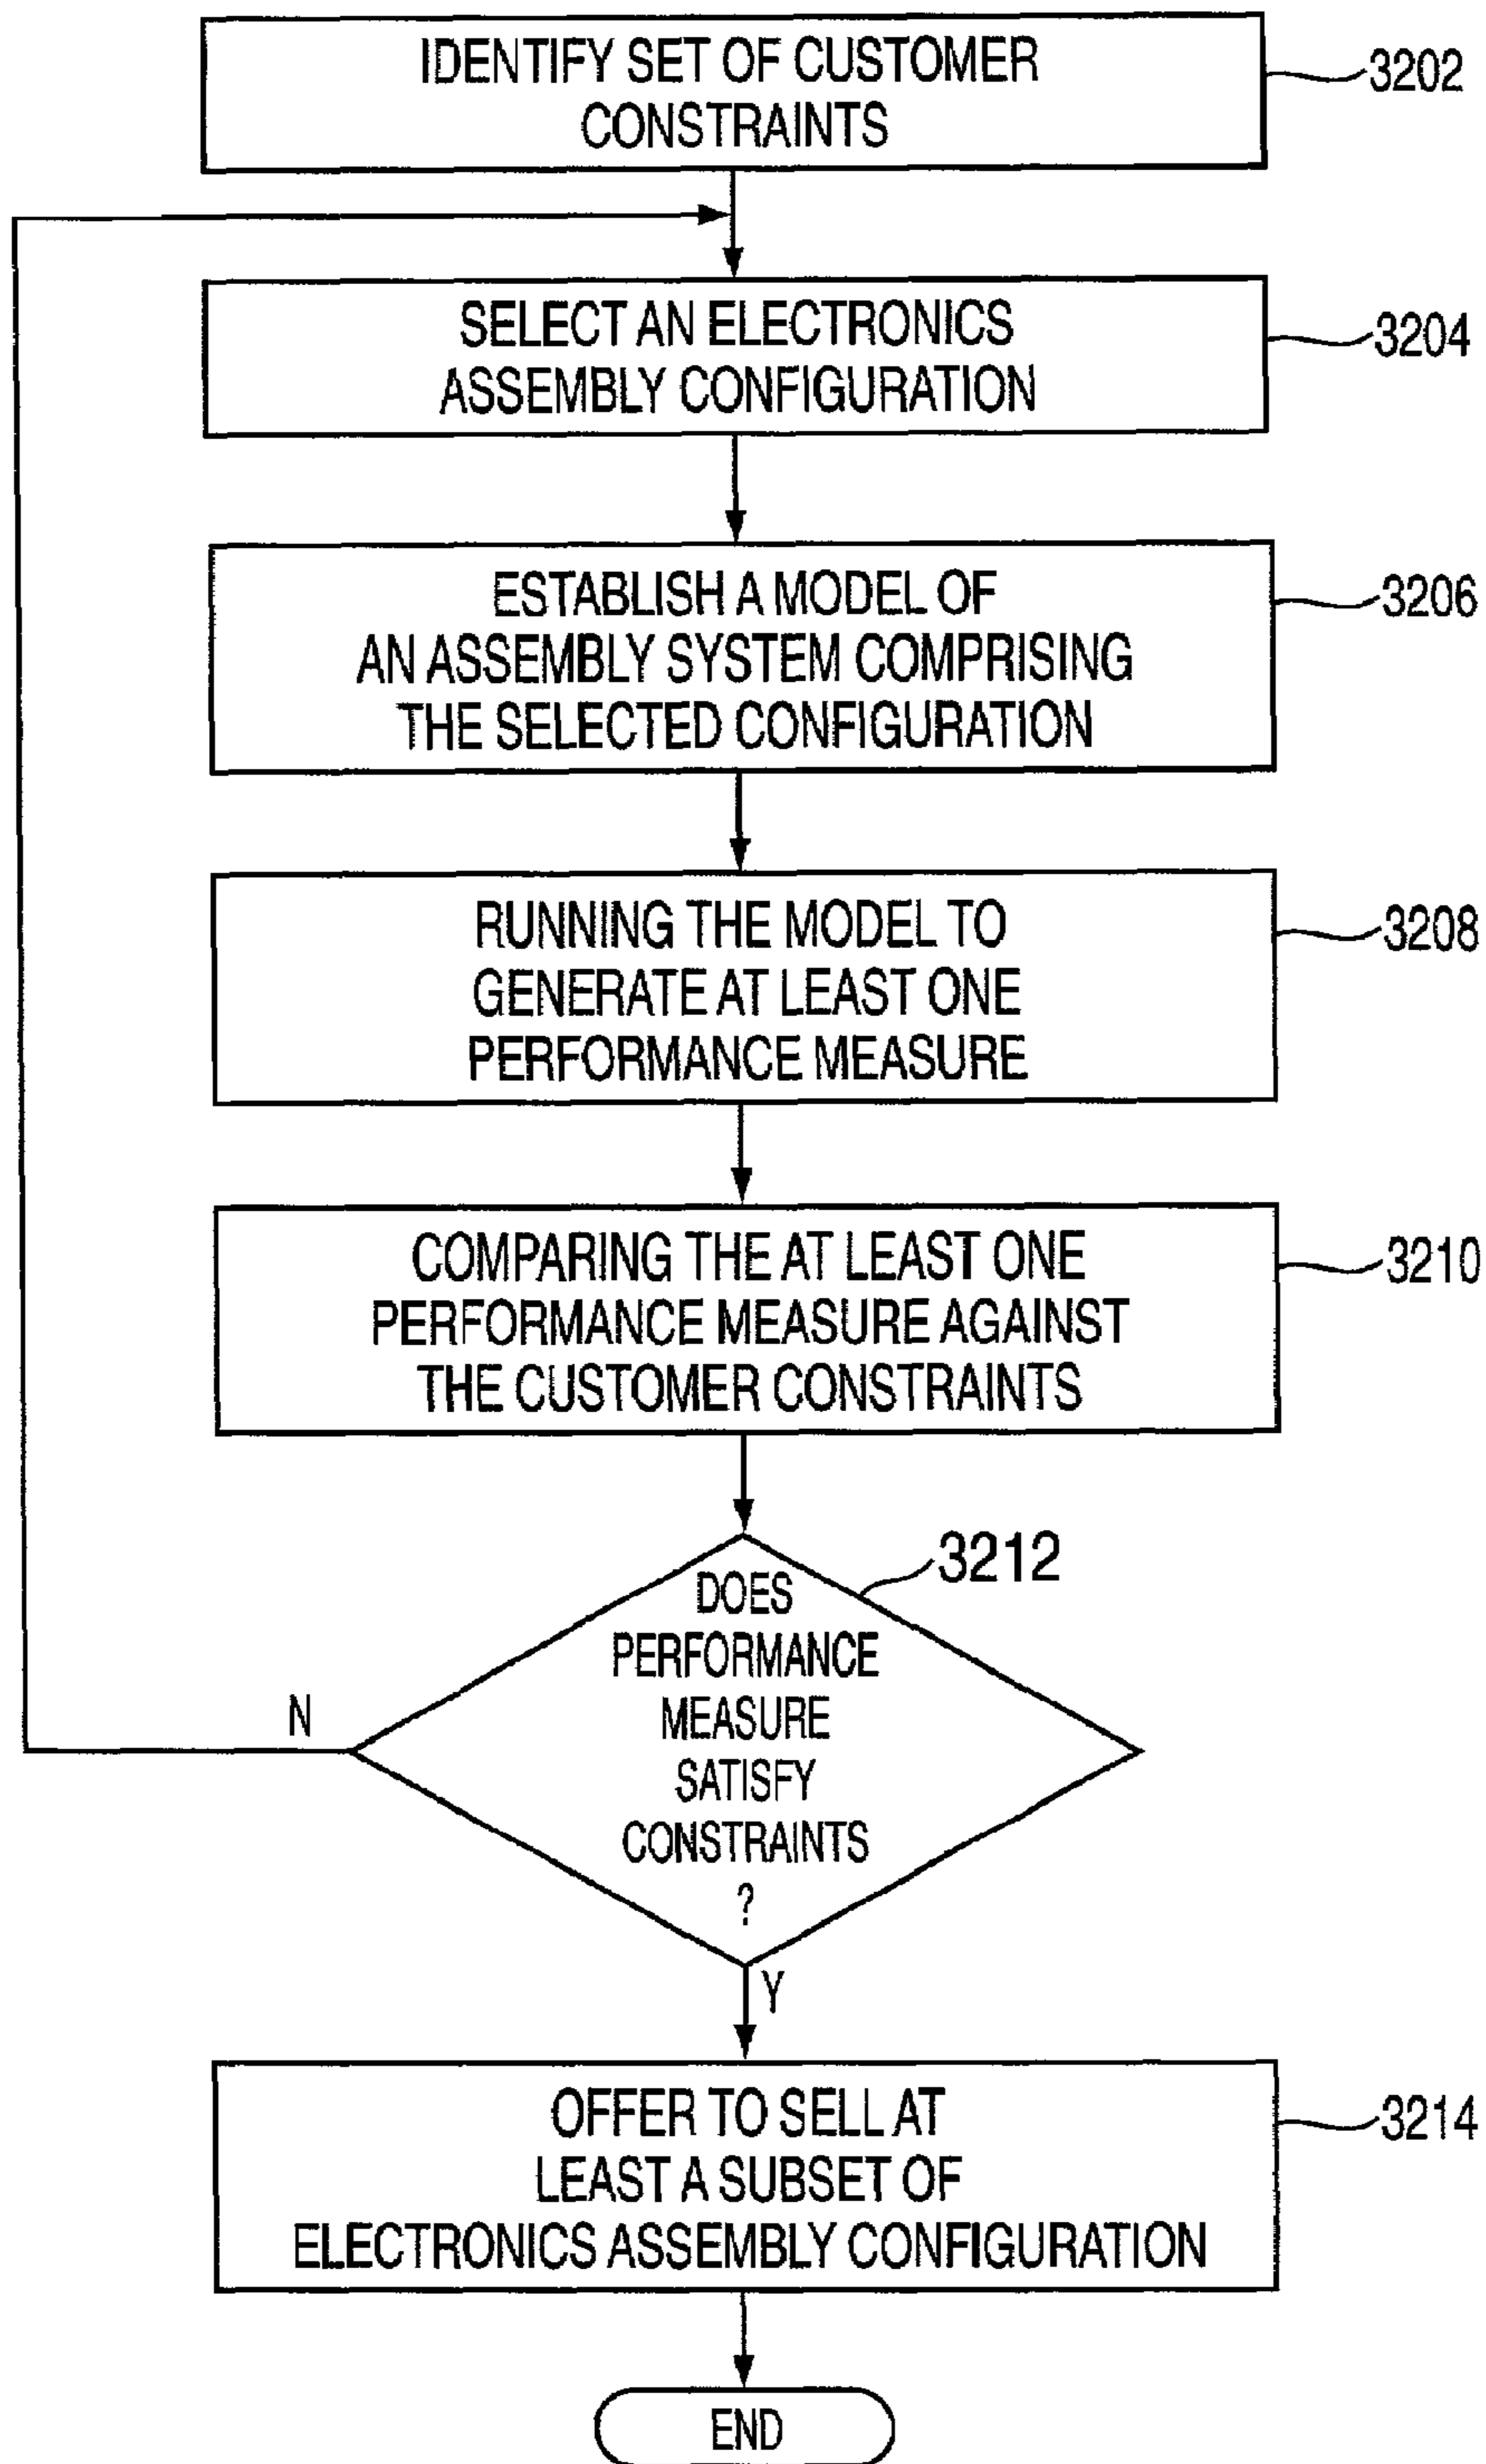 IDENTIFY SET OF CUSTOMER
CONSTRAINTS
3202
SELECT AN ELECTRONICS
ASSEMBLY CONFIGURATION
3204
ESTABLISH A MODEL OF
AN ASSEMBLY SYSTEM COMPRISING
THE SELECTED CONFIGURATION
3206
RUNNING THE MODEL TO
GENERATE AT LEAST ONE
PERFORMANCE MEASURE
3208
COMPARING THE AT LEAST ONE
PERFORMANCE MEASURE AGAINST
THE CUSTOMER CONSTRAINTS
3210
3212
DOES
PERFORMANCE
MEASURE
SATISFY
CONSTRAINTS
?
N
Y
OFFER TO SELL AT
LEAST A SUBSET OF
ELECTRONICS ASSEMBLY CONFIGURATION
3214
END